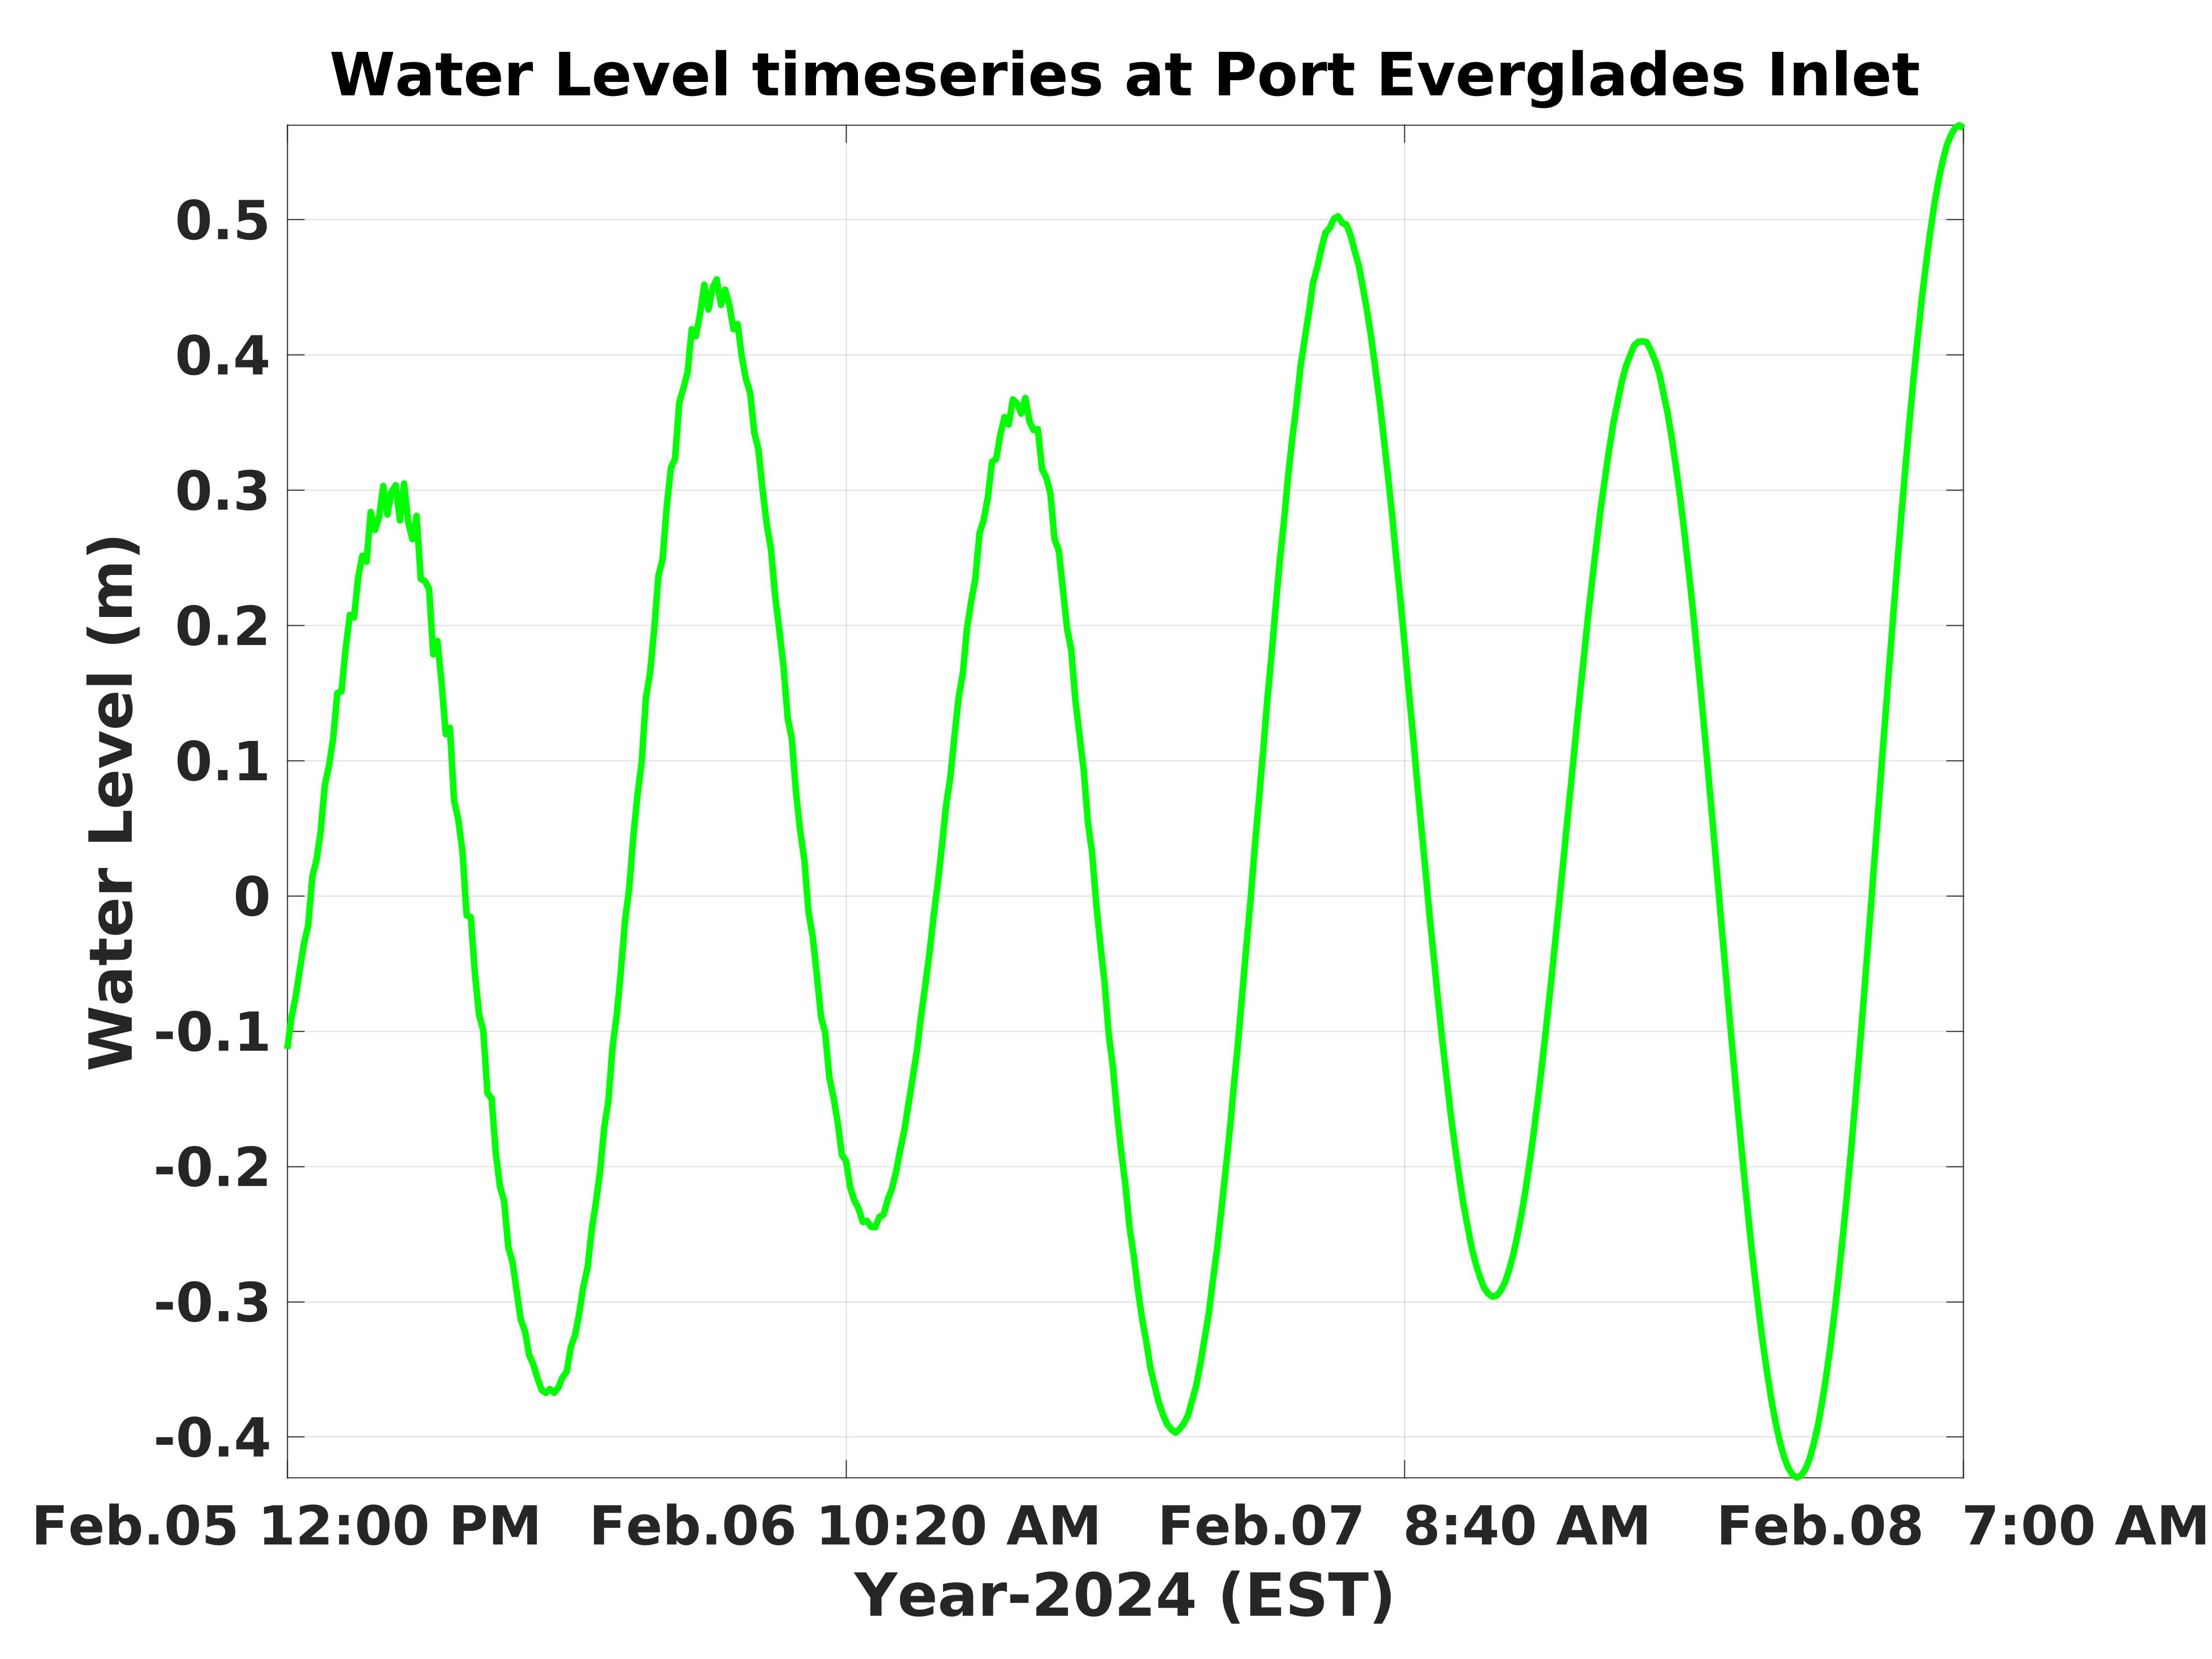 Water Level timeseries at Port Everglades Inlet
0.5
0.4
0.3
0.2
0.1
0
-0.1
-0.2
-0.3
-0.4
Water Level (m)
Feb.05 12:00 PM Feb.06 10:20 AM Feb.07 8:40 AM Feb.08 7:00 AM
Year-2024 (EST)